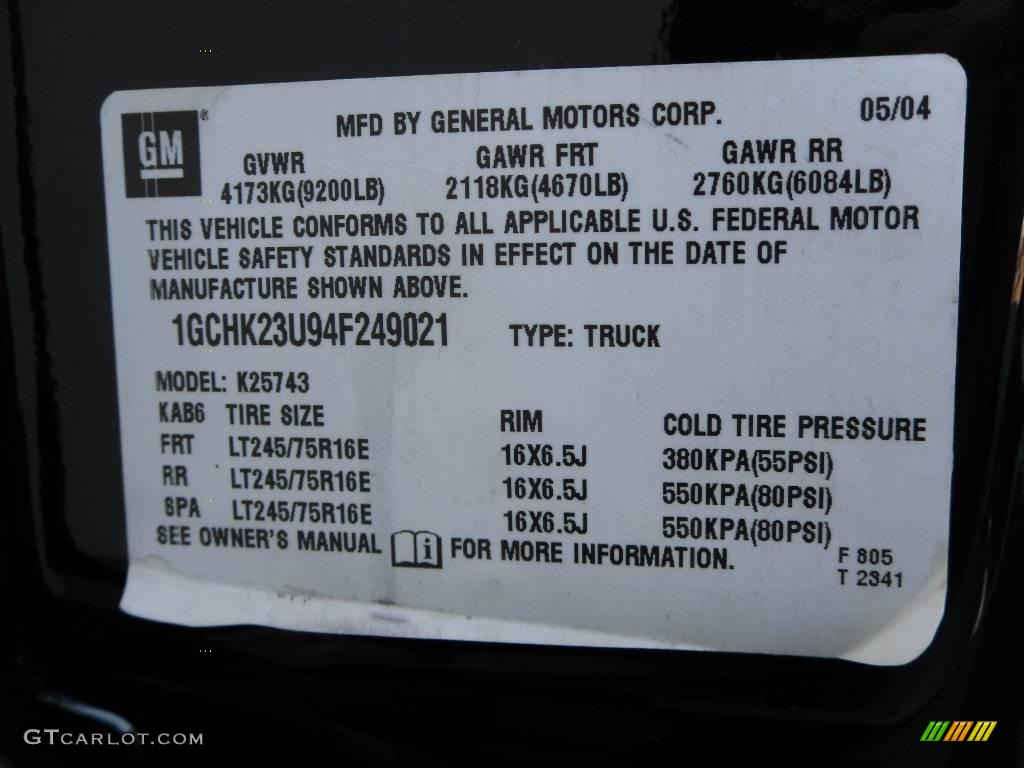 GM®
MFD BY GENERAL MOTORS CORP. 05/04
GVWR GAWR FRT GAWR RR
4173KG(9200LB) 2118KG(4670LB) 2760KG(6084LB)
THIS VEHICLE CONFORMS TO ALL APPLICABLE U.S. FEDERAL MOTOR
VEHICLE SAFETY STANDARDS IN EFFECT ON THE DATE OF
MANUFACTURE SHOWN ABOVE.
1GCHK23U94F249021 TYPE: TRUCK
MODEL: K25743
KAB6 TIRE SIZE RIM COLD TIRE PRESSURE
FRT LT245/75R16E 16X6.5J 380KPA(55PSI)
RR LT245/75R16E 16X6.5J 550KPA(80PSI)
SPA LT245/75R16E 16X6.5J 550KPA(80PSI)
SEE OWNER'S MANUAL i FOR MORE INFORMATION.
F 805
T 2341
GTCARLOT.COM